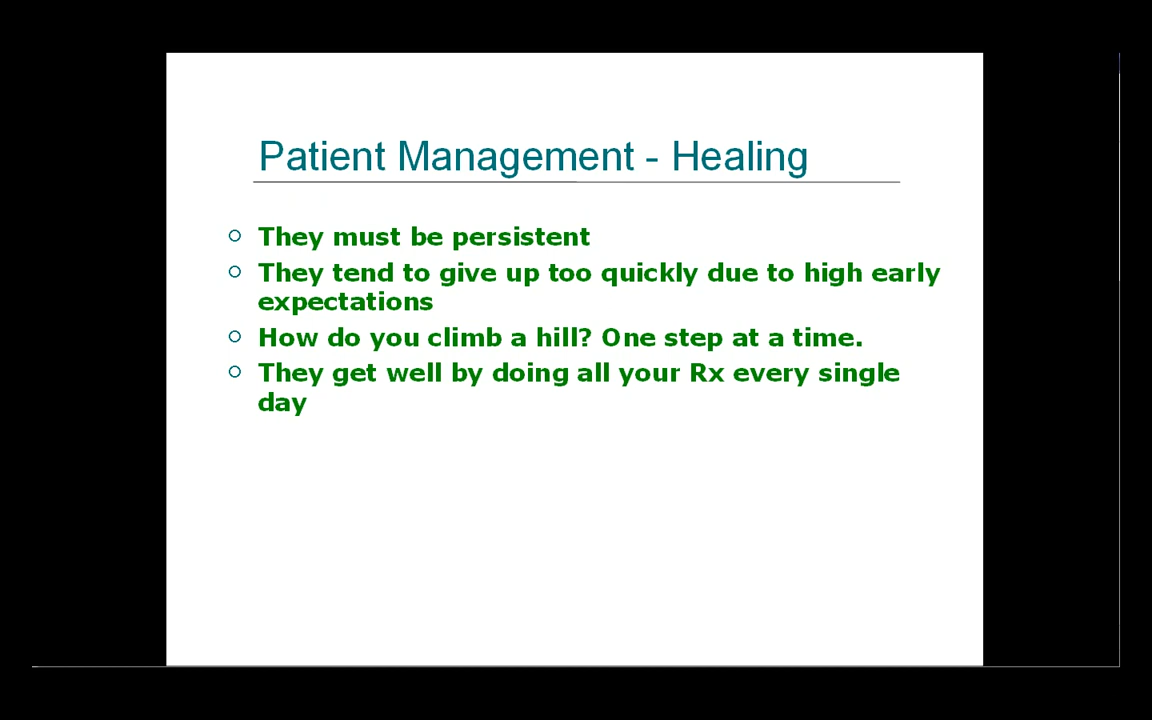 Patient Management - Healing
They must be persistent
They tend to give up too quickly due to high early
expectations
How do you climb a hill? One step at a time.
They get well by doing all your Rx every single
day